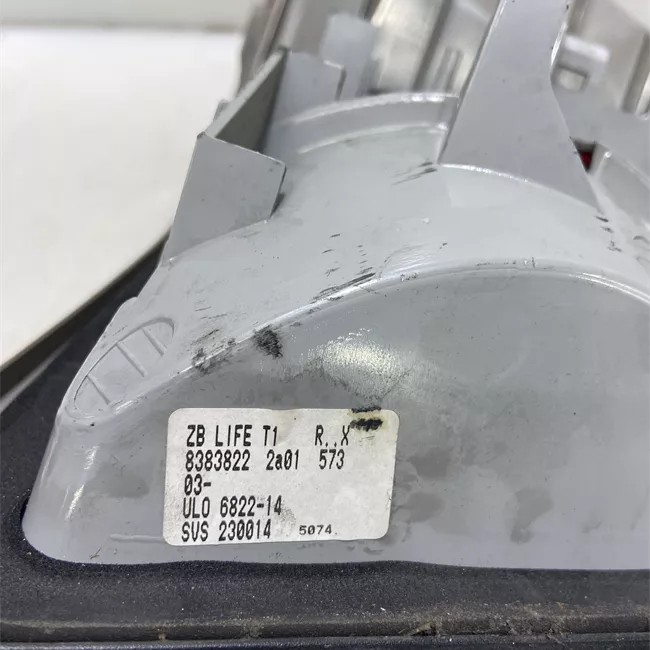 ZB LIFE T1 R..X
8383822 2a01 573
03-
ULO 6822-14
SVS 230014 5074.